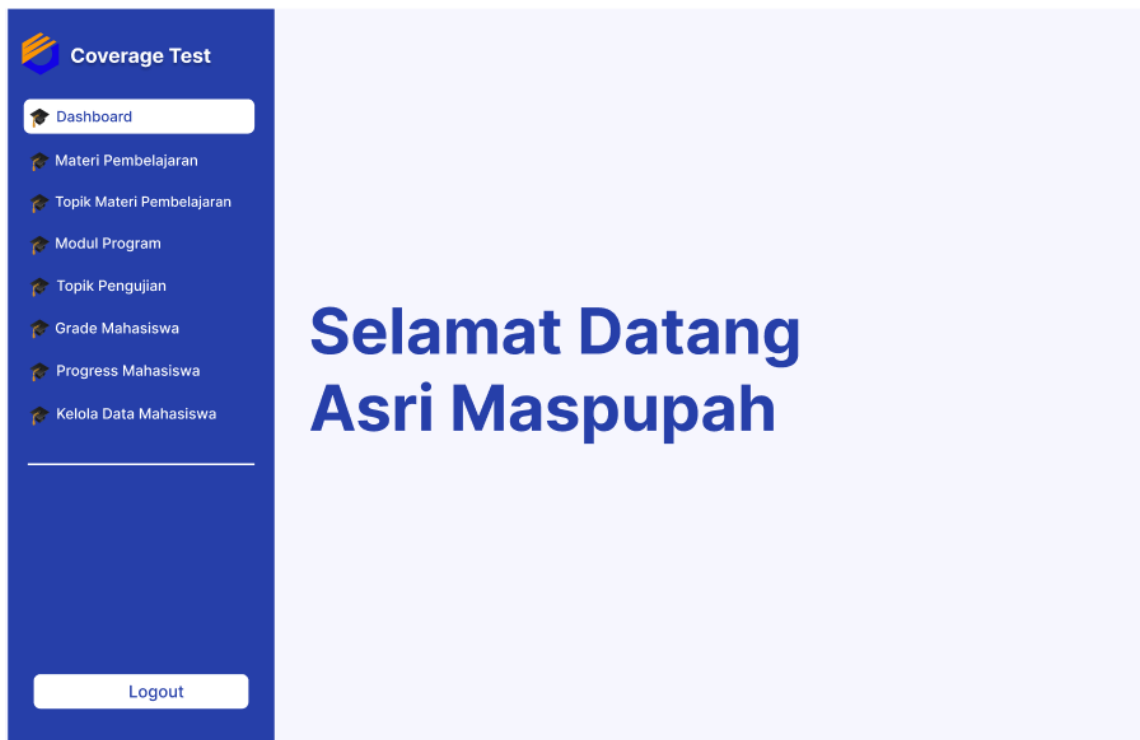 Coverage Test
Dashboard
Materi Pembelajaran
Topik Materi Pembelajaran
Modul Program
Topik Pengujian
Grade Mahasiswa
Progress Mahasiswa
Kelola Data Mahasiswa
Logout
Selamat Datang
Asri Maspupah